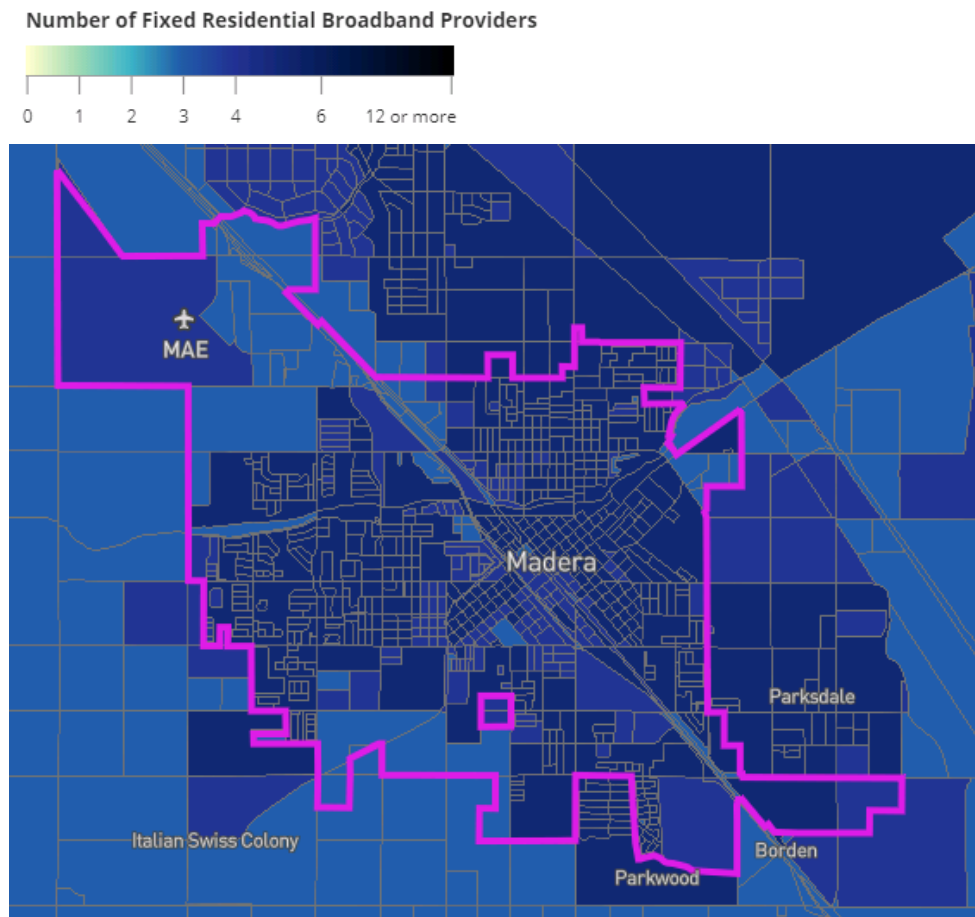 Number of Fixed Residential Broadband Providers
0 1 2 3 4 6 12 or more
MAE
Madera
Parksdale
Italian Swiss Colony
Borden
Parkwood